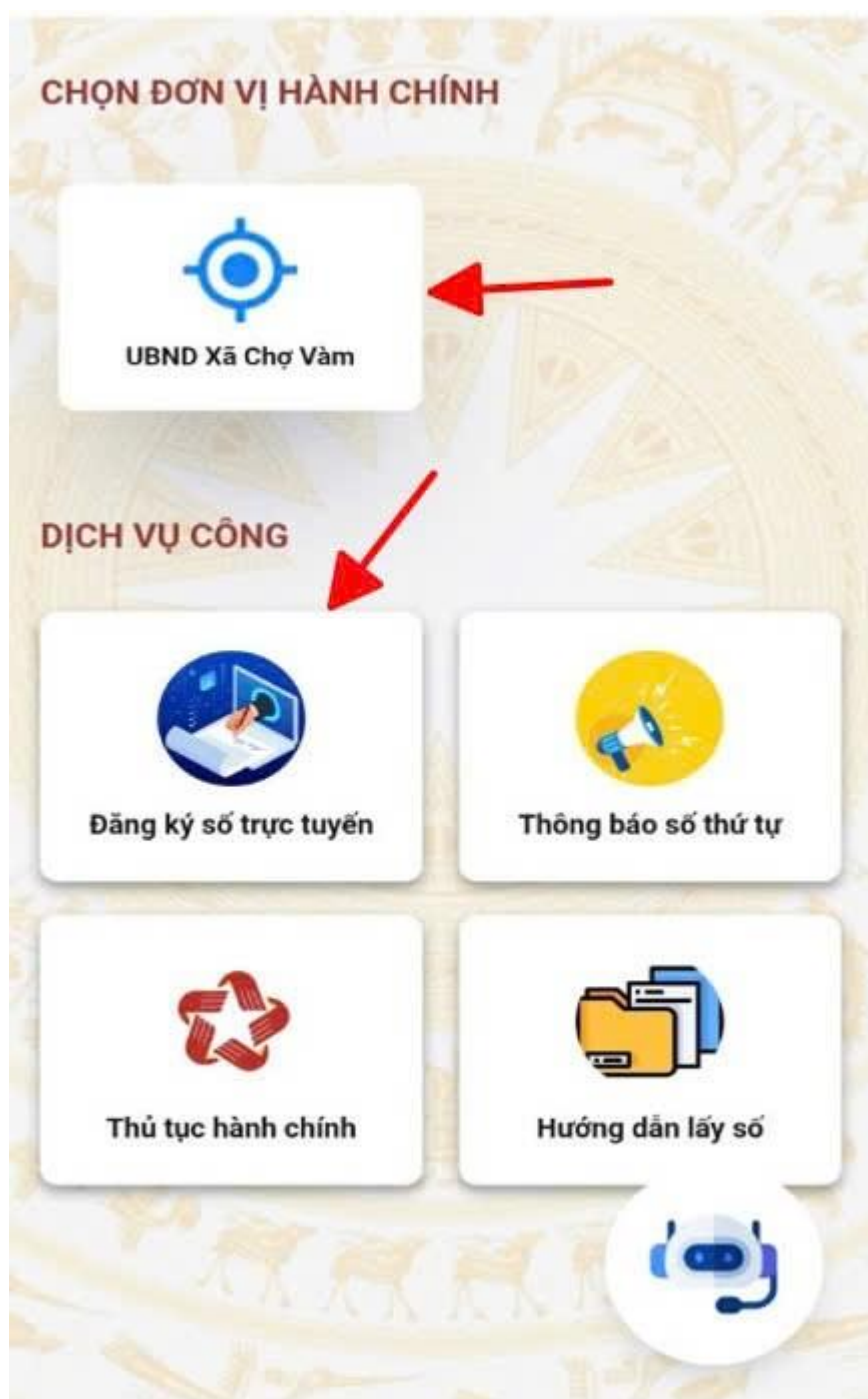 CHỌN ĐƠN VỊ HÀNH CHÍNH
UBND Xã Chợ Vàm
DỊCH VỤ CÔNG
Đăng ký số trực tuyến
Thông báo số thứ tự
Thủ tục hành chính
Hướng dẫn lấy số